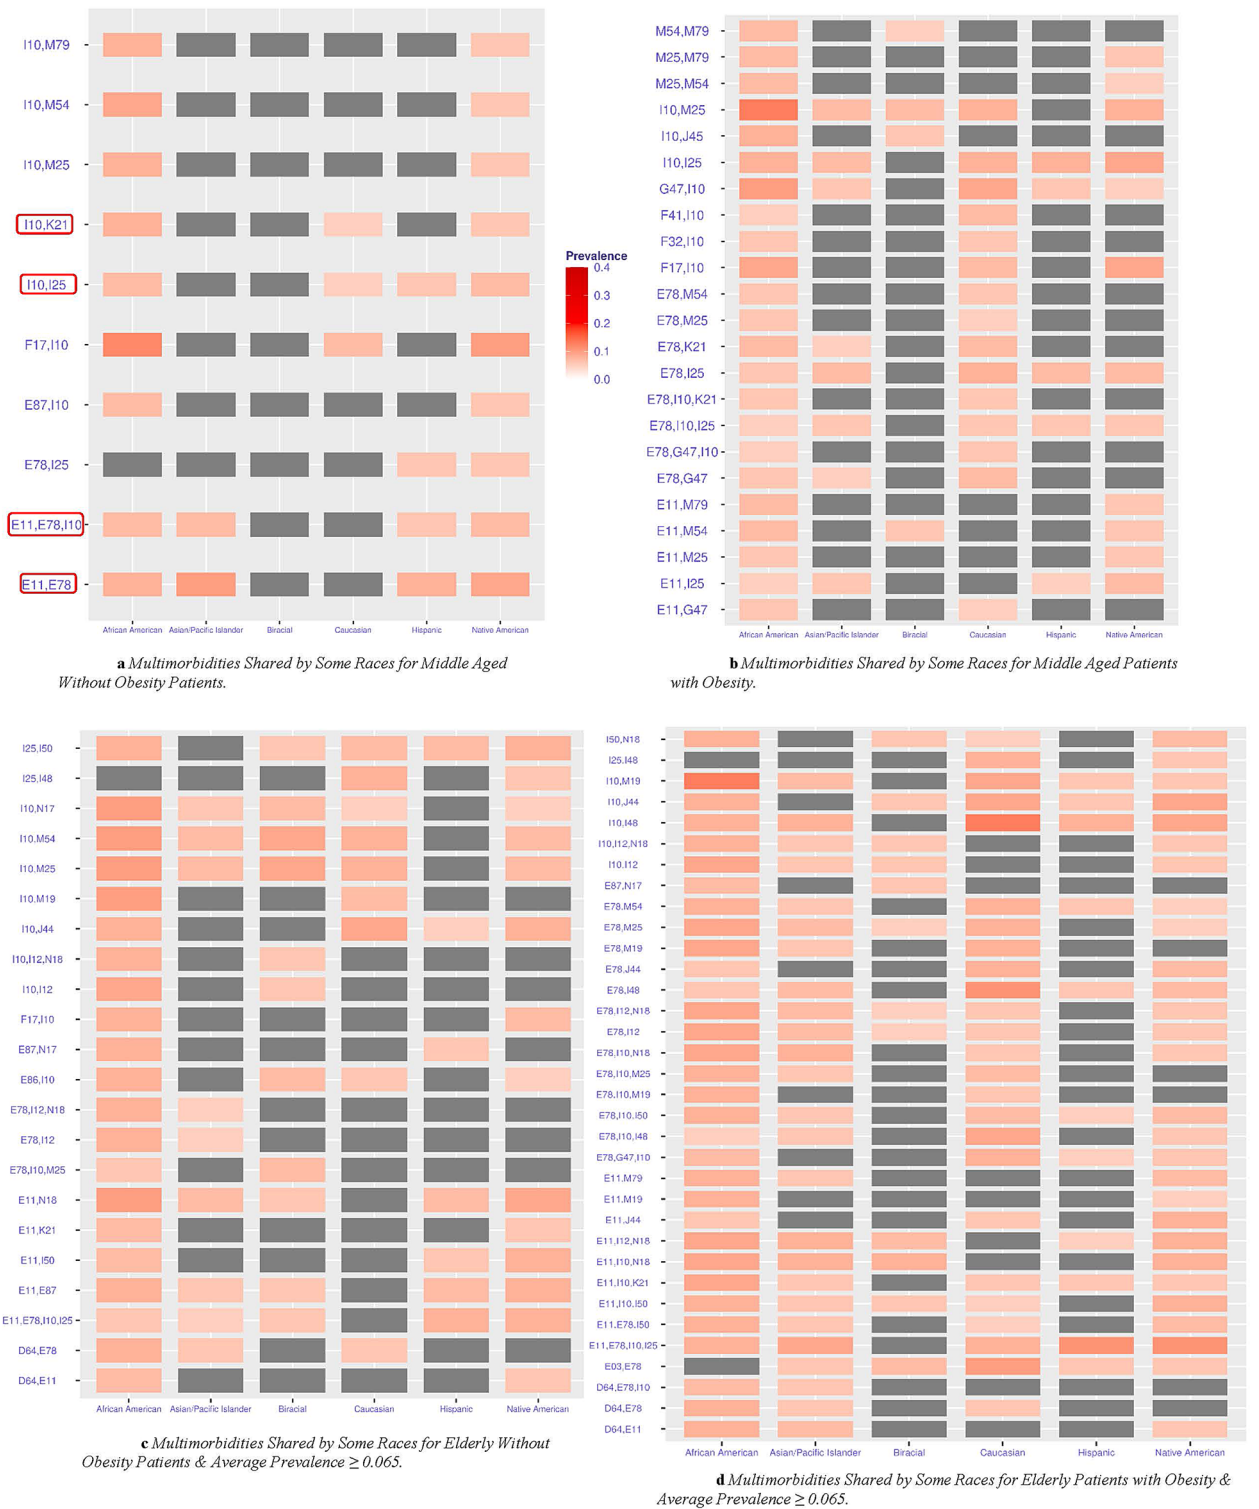 I10,M79
I10,M54
I10,M25
I10,K21
I10,I25
F17,I10
E87,I10
E78,I25
E11,E78,I10
E11,E78
African American Asian/Pacific Islander Biracial Caucasian Hispanic Native American
Prevalence
0.4
0.3
0.2
0.1
0.0
a Multimorbidities Shared by Some Races for Middle Aged
Without Obesity Patients.
M54,M79
M25,M79
M25,M54
I10,M25
I10,J45
I10,I25
G47,I10
F41,I10
F32,I10
F17,I10
E78,M54
E78,M25
E78,K21
E78,I25
E78,I10,K21
E78,I10,I25
E78,G47,I10
E78,G47
E11,M79
E11,M54
E11,M25
E11,I25
E11,G47
African American Asian/Pacific Islander Biracial Caucasian Hispanic Native American
b Multimorbidities Shared by Some Races for Middle Aged Patients
with Obesity.
I25,I50
I25,I48
I10,N17
I10,M54
I10,M25
I10,M19
I10,J44
I10,I12,N18
I10,I12
F17,I10
E87,N17
E86,I10
E78,I12,N18
E78,I12
E78,I10,M25
E11,N18
E11,K21
E11,I50
E11,E87
E11,E78,I10,I25
D64,E78
D64,E11
African American Asian/Pacific Islander Biracial Caucasian Hispanic Native American
c Multimorbidities Shared by Some Races for Elderly Without
Obesity Patients & Average Prevalence ≥ 0.065.
I50,N18
I25,I48
I10,M19
I10,J44
I10,I48
I10,I12,N18
I10,I12
E87,N17
E78,M54
E78,M25
E78,M19
E78,J44
E78,I48
E78,I12,N18
E78,I12
E78,I10,N18
E78,I10,M25
E78,I10,M19
E78,I10,I50
E78,I10,I48
E78,G47,I10
E11,M79
E11,M19
E11,J44
E11,I12,N18
E11,I10,N18
E11,I10,K21
E11,I10,I50
E11,E78,I50
E11,E78,I10,I25
E03,E78
D64,E78,I10
D64,E78
D64,E11
African American Asian/Pacific Islander Biracial Caucasian Hispanic Native American
d Multimorbidities Shared by Some Races for Elderly Patients with Obesity &
Average Prevalence ≥ 0.065.